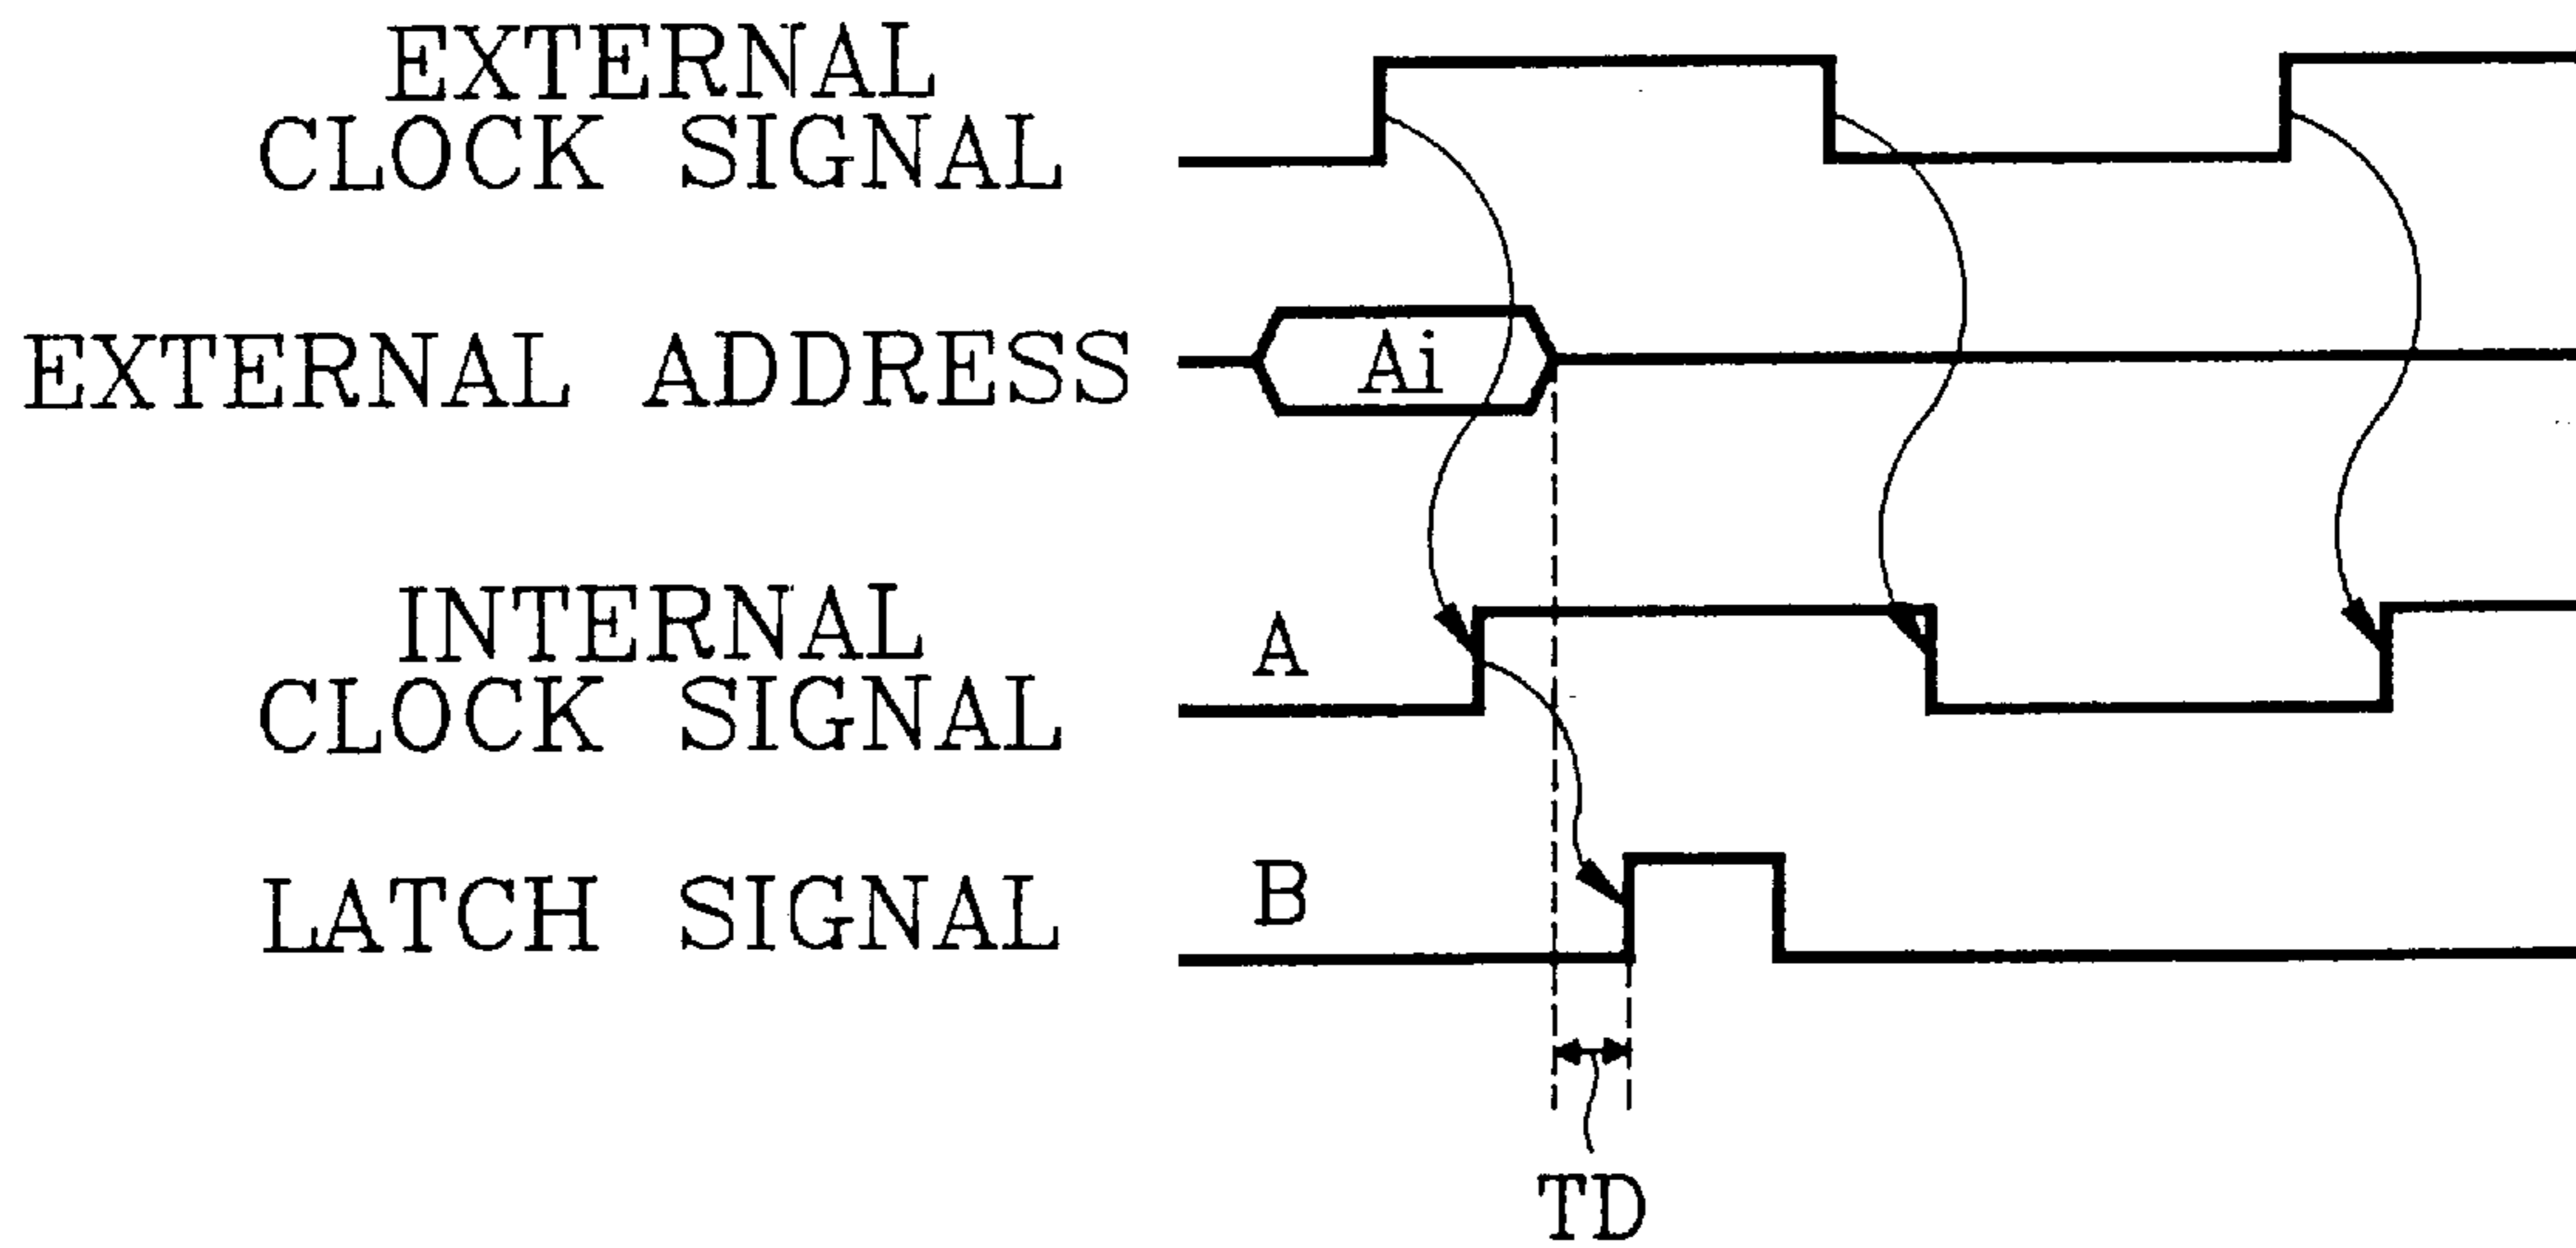 EXTERNAL
CLOCK SIGNAL
EXTERNAL ADDRESS
Ai
INTERNAL
CLOCK SIGNAL
A
LATCH SIGNAL
B
TD